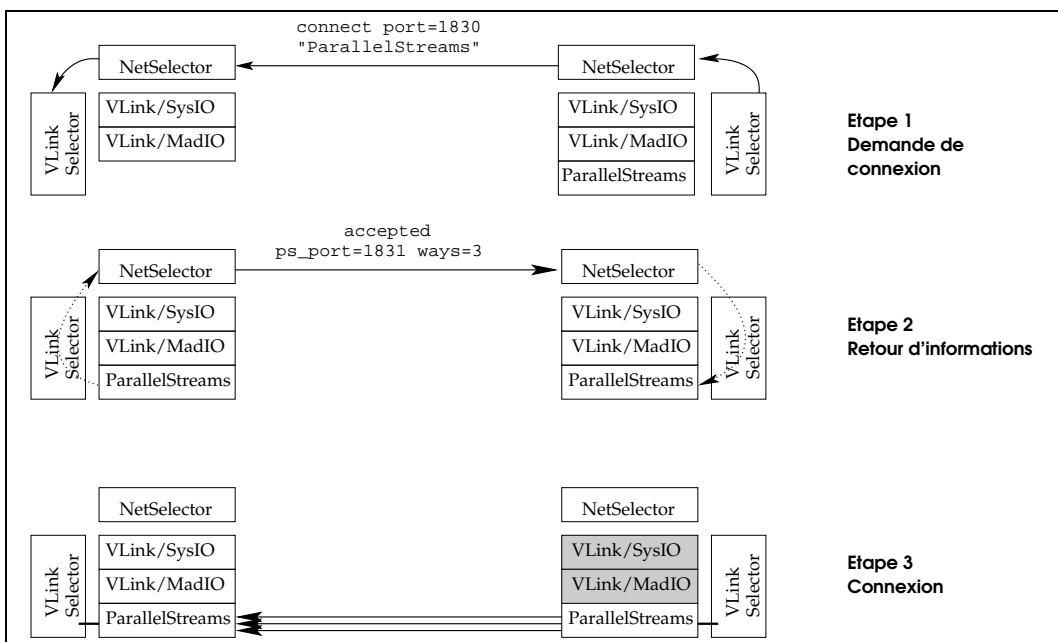 connect port=1830
"ParallelStreams"
NetSelector
NetSelector
VLink
Selector
VLink/SysIO
VLink/MadIO
VLink/SysIO
VLink/MadIO
ParallelStreams
VLink
Selector
Etape 1
Demande de
connexion
accepted
ps_port=1831 ways=3
NetSelector
NetSelector
VLink
Selector
VLink/SysIO
VLink/MadIO
ParallelStreams
VLink/SysIO
VLink/MadIO
ParallelStreams
VLink
Selector
Etape 2
Retour d'informations
NetSelector
NetSelector
VLink
Selector
VLink/SysIO
VLink/MadIO
ParallelStreams
VLink/SysIO
VLink/MadIO
ParallelStreams
VLink
Selector
Etape 3
Connexion